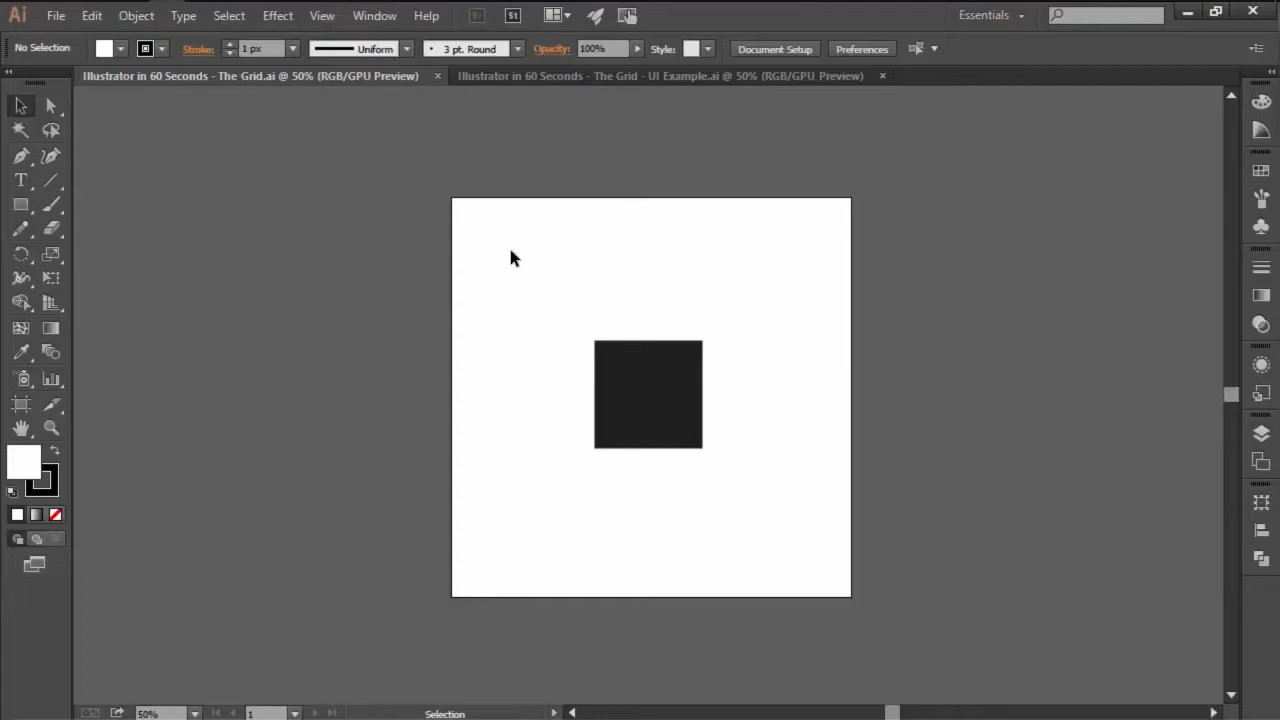 Ai File Edit Object Type Select Effect View Window Help Br St Essentials
No Selection Stroke: 1 px Uniform 3 pt. Round Opacity: 100% Style: Document Setup Preferences
Illustrator in 60 Seconds - The Grid.ai @ 50% (RGB/GPU Preview) Illustrator in 60 Seconds - The Grid - UI Example.ai @ 50% (RGB/GPU Preview)
T
50% 1 Selection